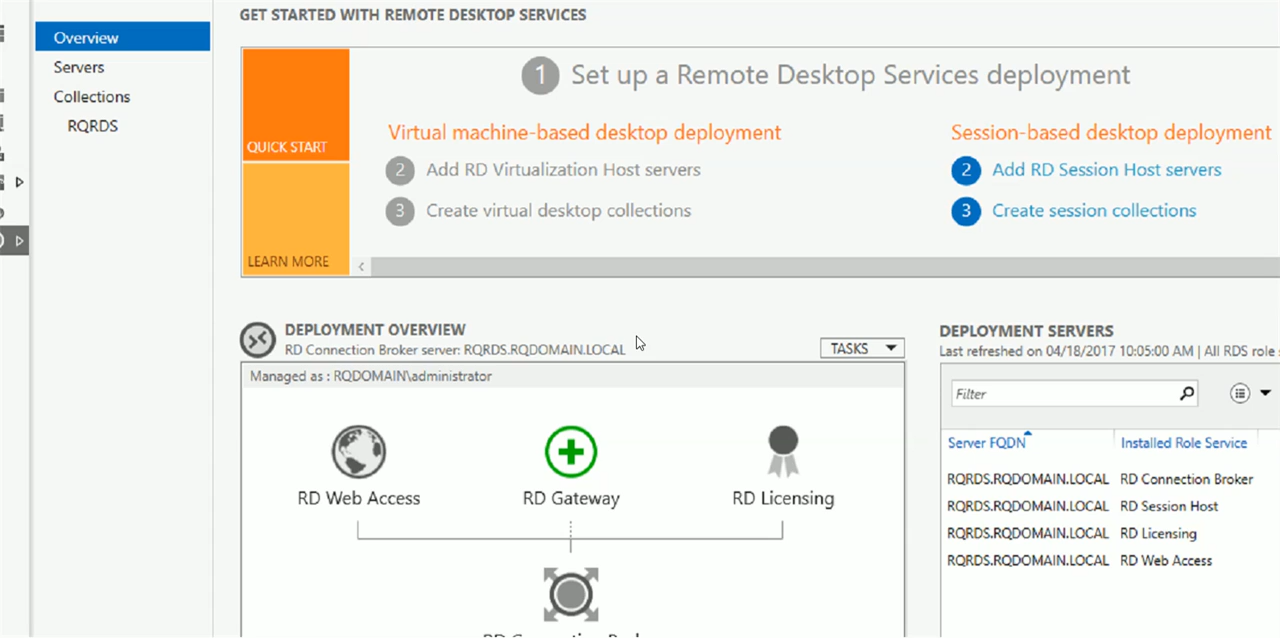 GET STARTED WITH REMOTE DESKTOP SERVICES
Overview
Servers
Collections
RQRDS
QUICK START
LEARN MORE
1 Set up a Remote Desktop Services deployment
Virtual machine-based desktop deployment
2 Add RD Virtualization Host servers
3 Create virtual desktop collections
Session-based desktop deployment
2 Add RD Session Host servers
3 Create session collections
DEPLOYMENT OVERVIEW
RD Connection Broker server: RQRDS.RQDOMAIN.LOCAL
TASKS
Managed as : RQDOMAIN\administrator
RD Web Access
RD Gateway
RD Licensing
DEPLOYMENT SERVERS
Last refreshed on 04/18/2017 10:05:00 AM | All RDS role
Filter
Server FQDN Installed Role Service
RQRDS.RQDOMAIN.LOCAL RD Connection Broker
RQRDS.RQDOMAIN.LOCAL RD Session Host
RQRDS.RQDOMAIN.LOCAL RD Licensing
RQRDS.RQDOMAIN.LOCAL RD Web Access